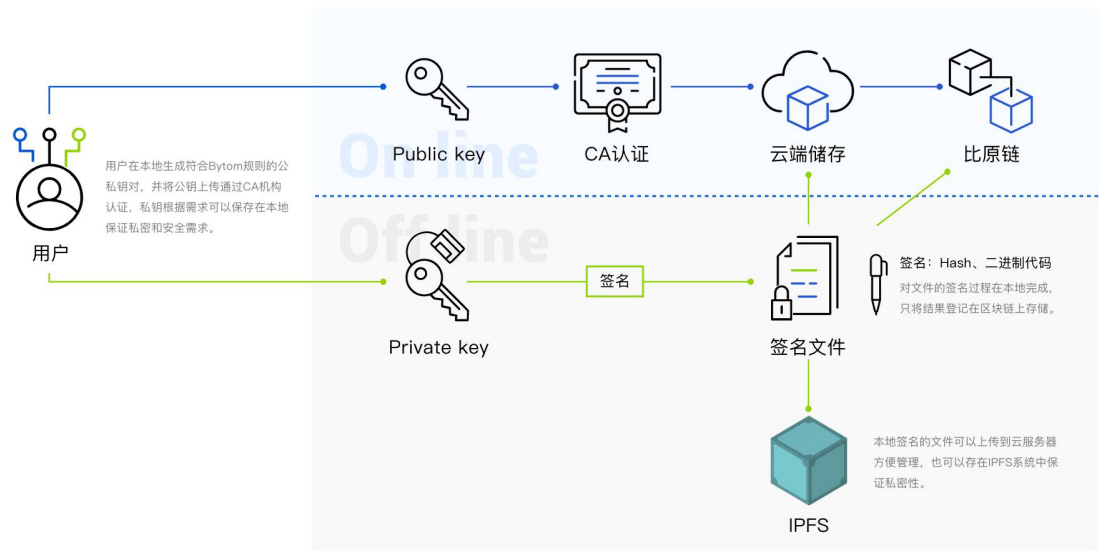 On line
Public key
CA认证
云端储存
比原链
用户在本地生成符合Bytom规则的公
私钥对，并将公钥上传通过CA机构
认证，私钥根据需求可以保存在本地
保证私密和安全需求。
用户
Off line
签名
签名：Hash、二进制代码
对文件的签名过程在本地完成，
只将结果登记在区块链上存储。
Private key
签名文件
本地签名的文件可以上传到云服务器
方便管理，也可以存在IPFS系统中保
证私密性。
IPFS